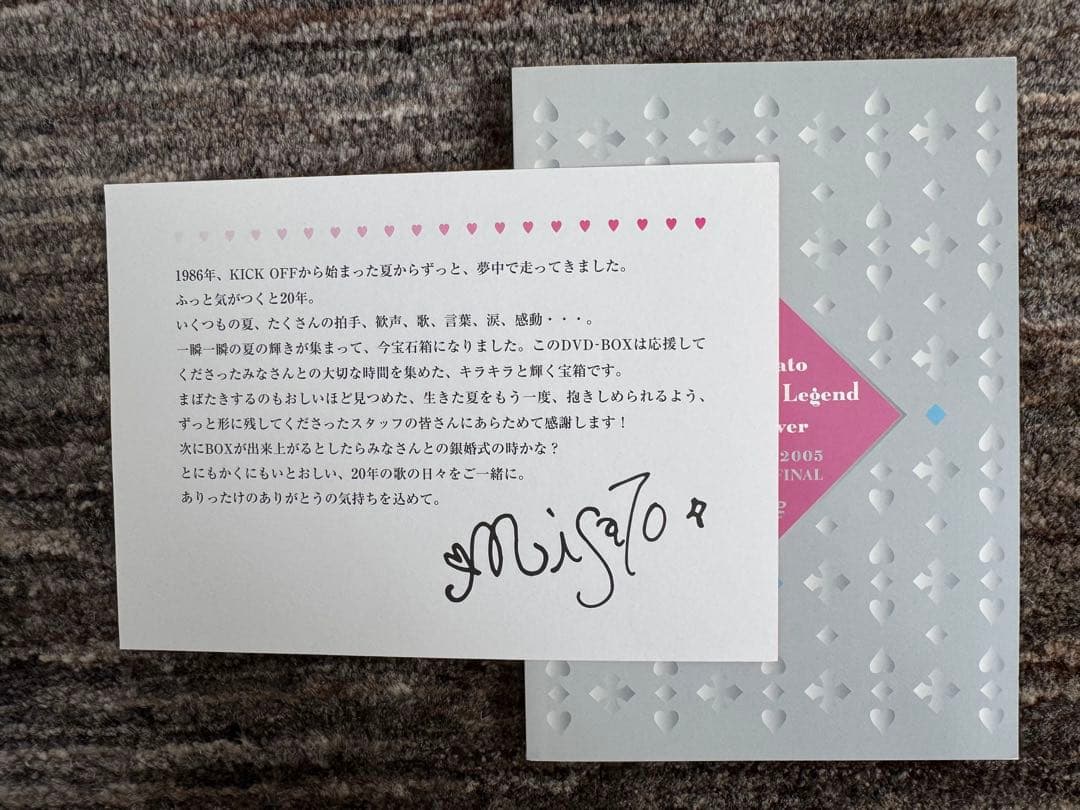 1986年、KICK OFFから始まった夏からずっと、夢中で走ってきました。
ふっと気がつくと20年。
いくつもの夏、たくさんの拍手、歓声、歌、言葉、涙、感動・・・。
一瞬一瞬の夏の輝きが集まって、今宝石箱になりました。このDVD-BOXは応援して
くださったみなさんとの大切な時間を集めた、キラキラと輝く宝箱です。
まばたきするのもおしいほど見つめた、生きた夏をもう一度、抱きしめられるよう、
ずっと形に残してくださったスタッフの皆さんにあらためて感謝します！
次にBOXが出来上がるとしたらみなさんとの銀婚式の時かな？
とにもかくにもいとおしい、20年の歌の日々をご一緒に。
ありったけのありがとうの気持ちを込めて。
Misato
ato
Legend
ver
2005
FINAL